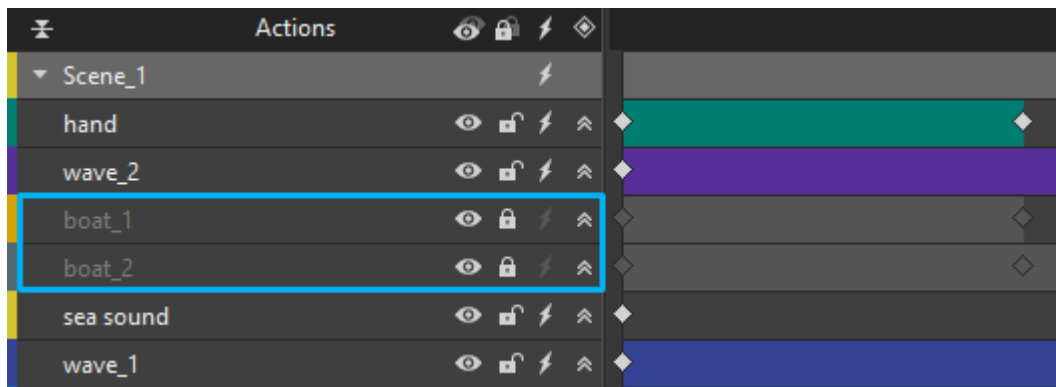 Actions
Scene_1
hand
wave_2
boat_1
boat_2
sea sound
wave_1